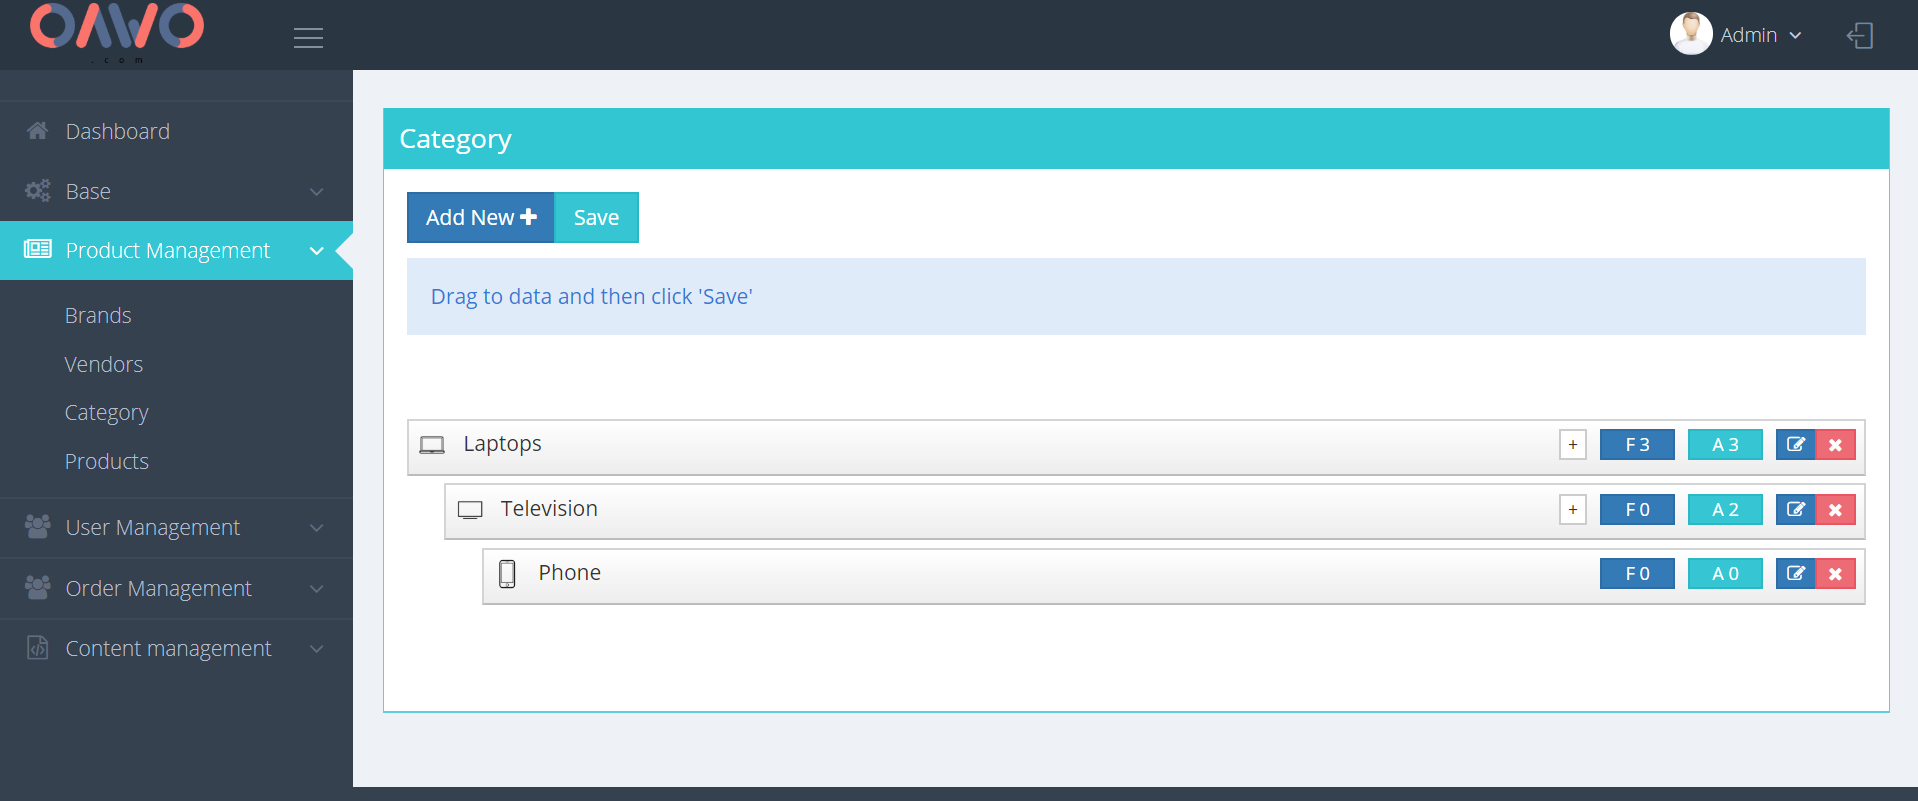 OAWO
.com
Admin
Dashboard
Base
Product Management
Brands
Vendors
Category
Products
User Management
Order Management
Content management
Category
Add New
Save
Drag to data and then click 'Save'
Laptops + F 3 A 3
Television + F 0 A 2
Phone F 0 A 0